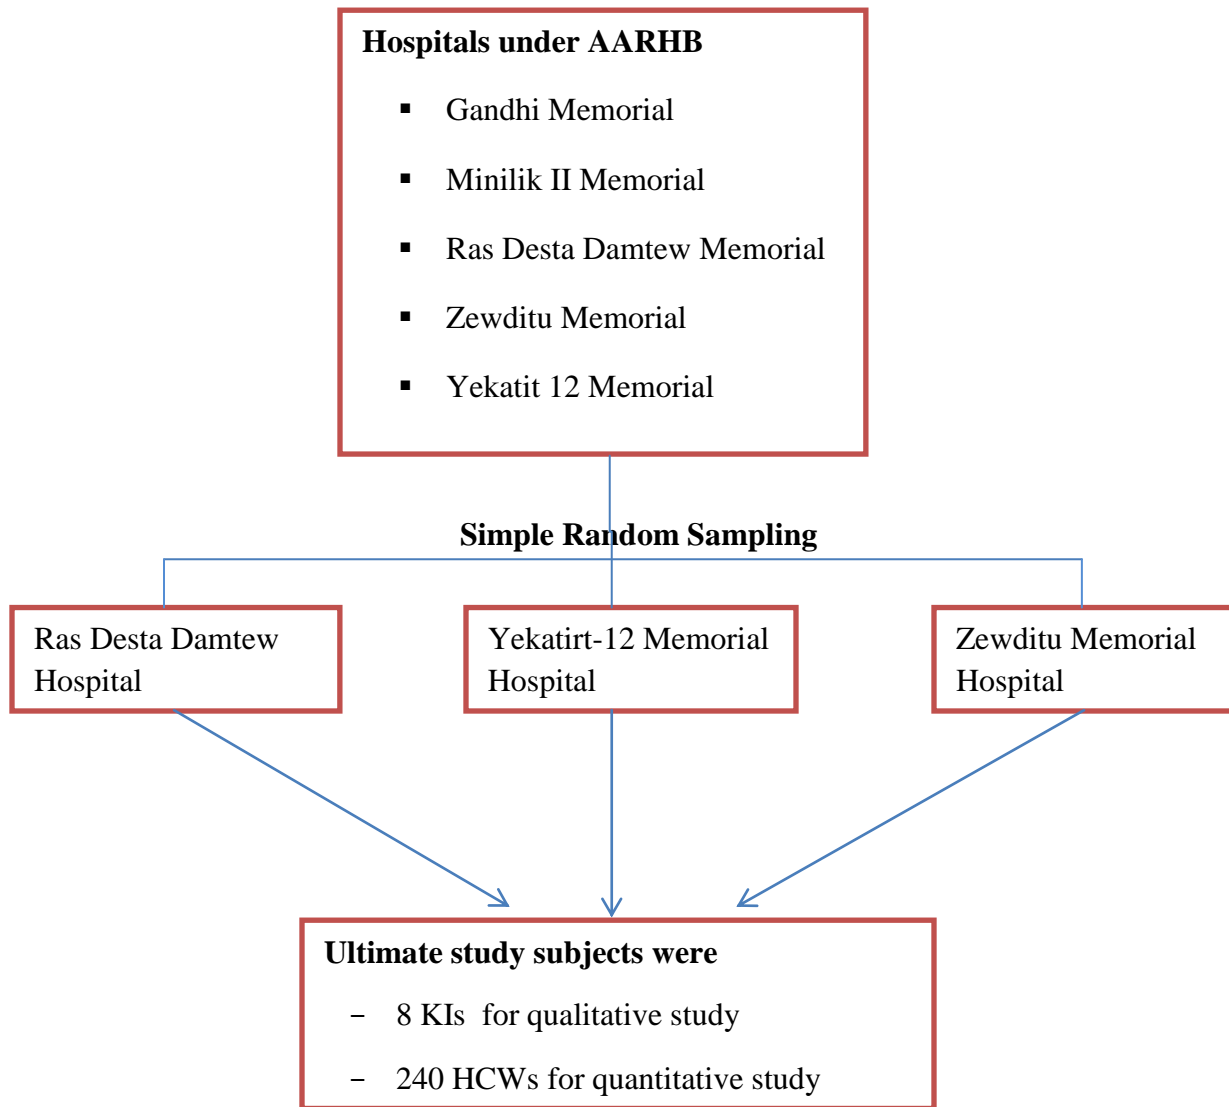 Hospitals under AARHB
▪ Gandhi Memorial
▪ Minilik II Memorial
▪ Ras Desta Damtew Memorial
▪ Zewditu Memorial
▪ Yekatit 12 Memorial
Simple Random Sampling
Ras Desta Damtew
Hospital
Yekatirt-12 Memorial
Hospital
Zewditu Memorial
Hospital
Ultimate study subjects were
- 8 KIs for qualitative study
- 240 HCWs for quantitative study